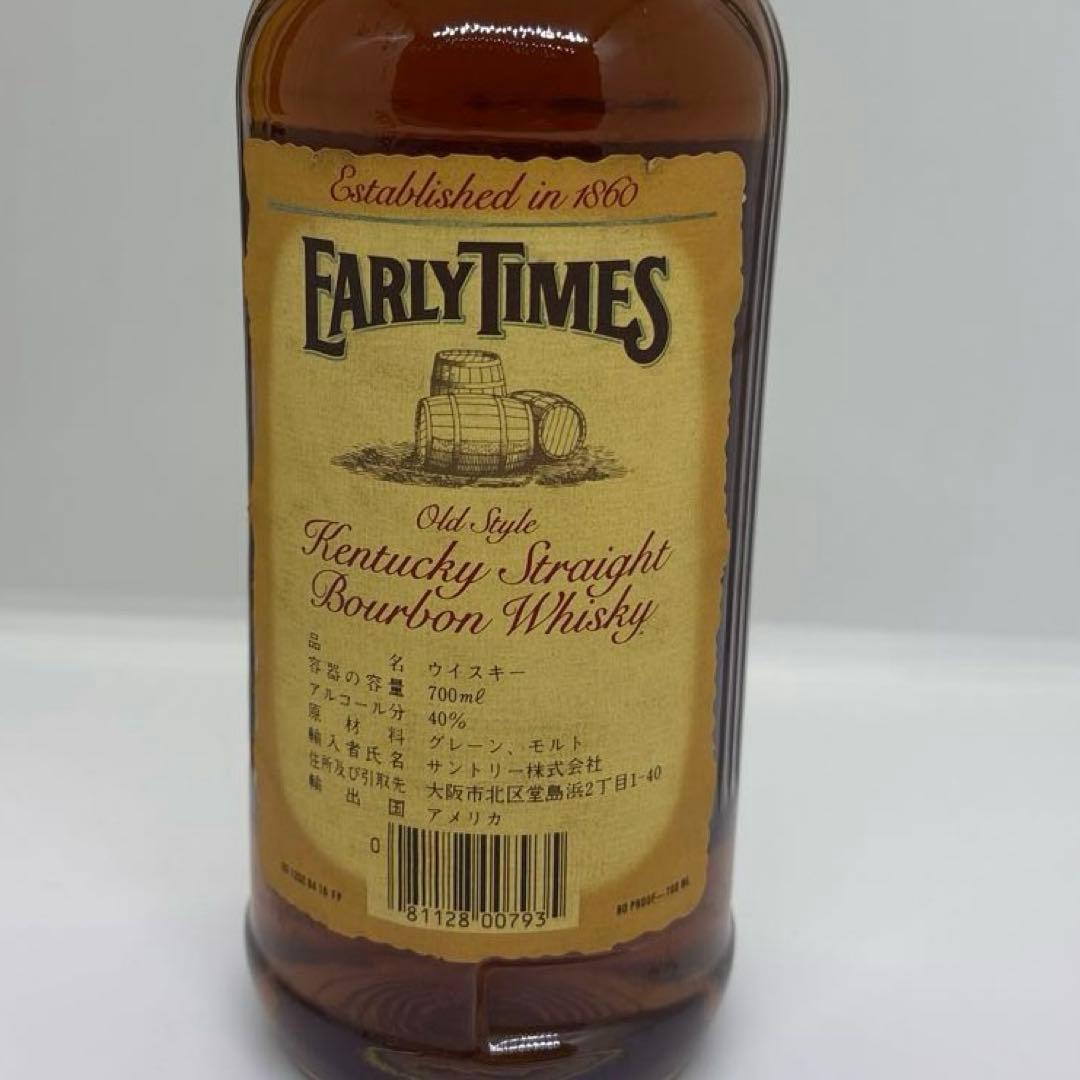 Established in 1860
EARLY TIMES
Old Style
Kentucky Straight
Bourbon Whisky
品名 ウイスキー
容器の容量 700mℓ
アルコール分 40%
原材料 グレーン、モルト
輸入者氏名 サントリー株式会社
住所及び引取先 大阪市北区堂島浜2丁目1-40
輸出国 アメリカ
0 81128 00793
80 PROOF—700 ML